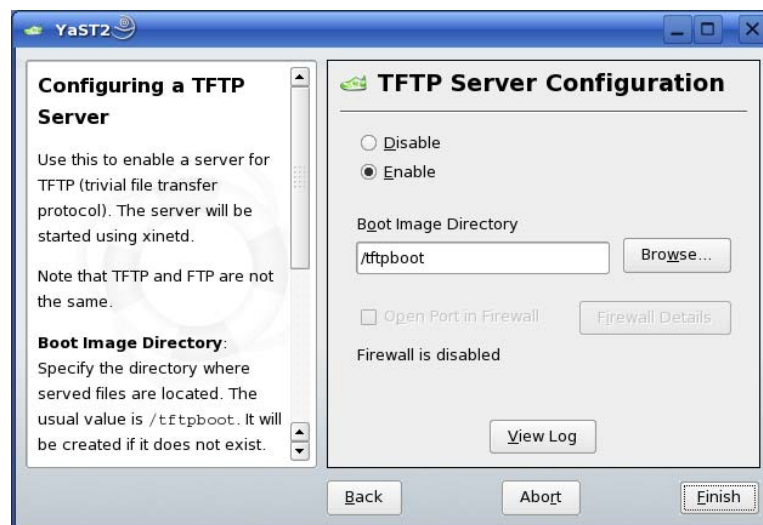 YaST2
Configuring a TFTP
Server
Use this to enable a server for
TFTP (trivial file transfer
protocol). The server will be
started using xinetd.
Note that TFTP and FTP are not
the same.
Boot Image Directory:
Specify the directory where
served files are located. The
usual value is /tftpboot. It will
be created if it does not exist.
TFTP Server Configuration
Disable
Enable
Boot Image Directory
/tftpboot
Browse...
Open Port in Firewall
Firewall Details
Firewall is disabled
View Log
Back
Abort
Finish